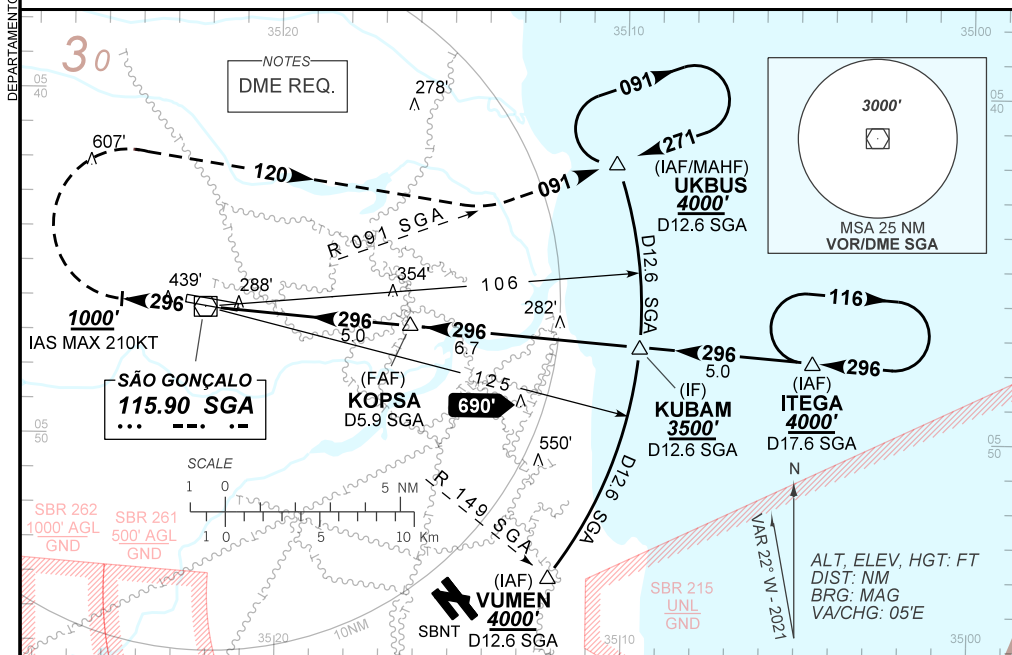 DEPARTAMENTO
3 0
35 20
35 10
35 00
05
40
05
40
NOTES
DME REQ.
278'
607'
091
271
3000'
MSA 25 NM
VOR/DME SGA
(IAF/MAHF)
UKBUS
4000'
D12.6 SGA
120
091
R 091 SGA
D12.6 SGA
439'
288'
354'
106
282'
116
296
1000'
IAS MAX 210KT
296
5.0
296
6.7
296
5.0
296
SÃO GONÇALO
115.90 SGA
... --. .-
(FAF)
KOPSA
D5.9 SGA
125
690'
(IF)
KUBAM
3500'
D12.6 SGA
(IAF)
ITEGA
4000'
D17.6 SGA
05
50
05
50
550'
SCALE
1 0 5 NM
1 0 5 10 Km
R 149 SGA
D12.6 SGA
N
VAR 22° W - 2021
SBR 262
1000' AGL
GND
SBR 261
500' AGL
GND
SBR 215
UNL
GND
ALT, ELEV, HGT: FT
DIST: NM
BRG: MAG
VA/CHG: 05'E
(IAF)
VUMEN
4000'
D12.6 SGA
SBNT
10NM
35 20
35 10
35 00